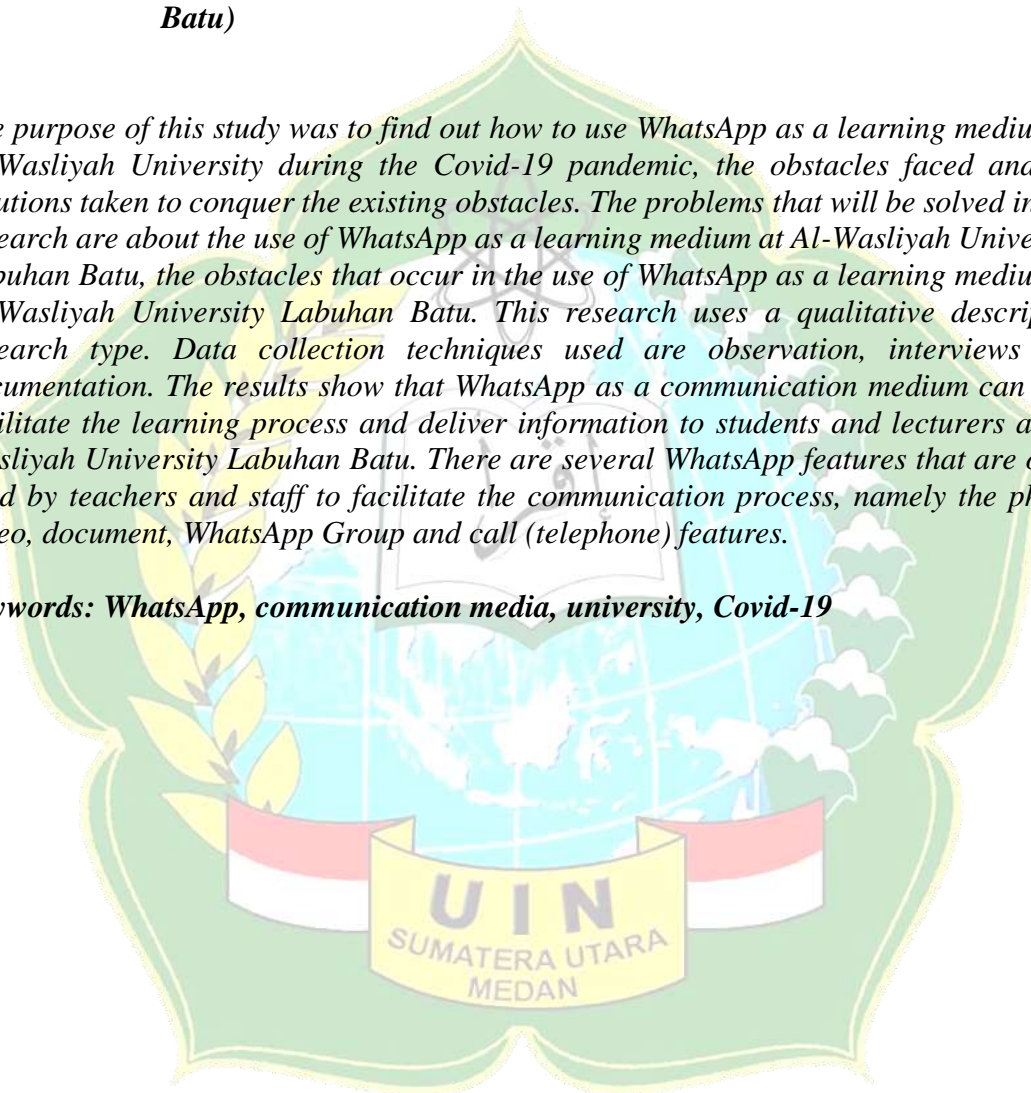 Batu)
e purpose of this study was to find out how to use WhatsApp as a learning mediu
Wasliyah University during the Covid-19 pandemic, the obstacles faced and
utions taken to conquer the existing obstacles. The problems that will be solved in
earch are about the use of WhatsApp as a learning medium at Al-Wasliyah Unive
buhan Batu, the obstacles that occur in the use of WhatsApp as a learning mediu
Wasliyah University Labuhan Batu. This research uses a qualitative descrip
earch type. Data collection techniques used are observation, interviews
cumentation. The results show that WhatsApp as a communication medium can
ilitate the learning process and deliver information to students and lecturers a
sliyah University Labuhan Batu. There are several WhatsApp features that are o
d by teachers and staff to facilitate the communication process, namely the ph
eo, document, WhatsApp Group and call (telephone) features.
إقرأ
ywords: WhatsApp, communication media, university, Covid-19
UIN
SUMATERA UTARA
MEDAN